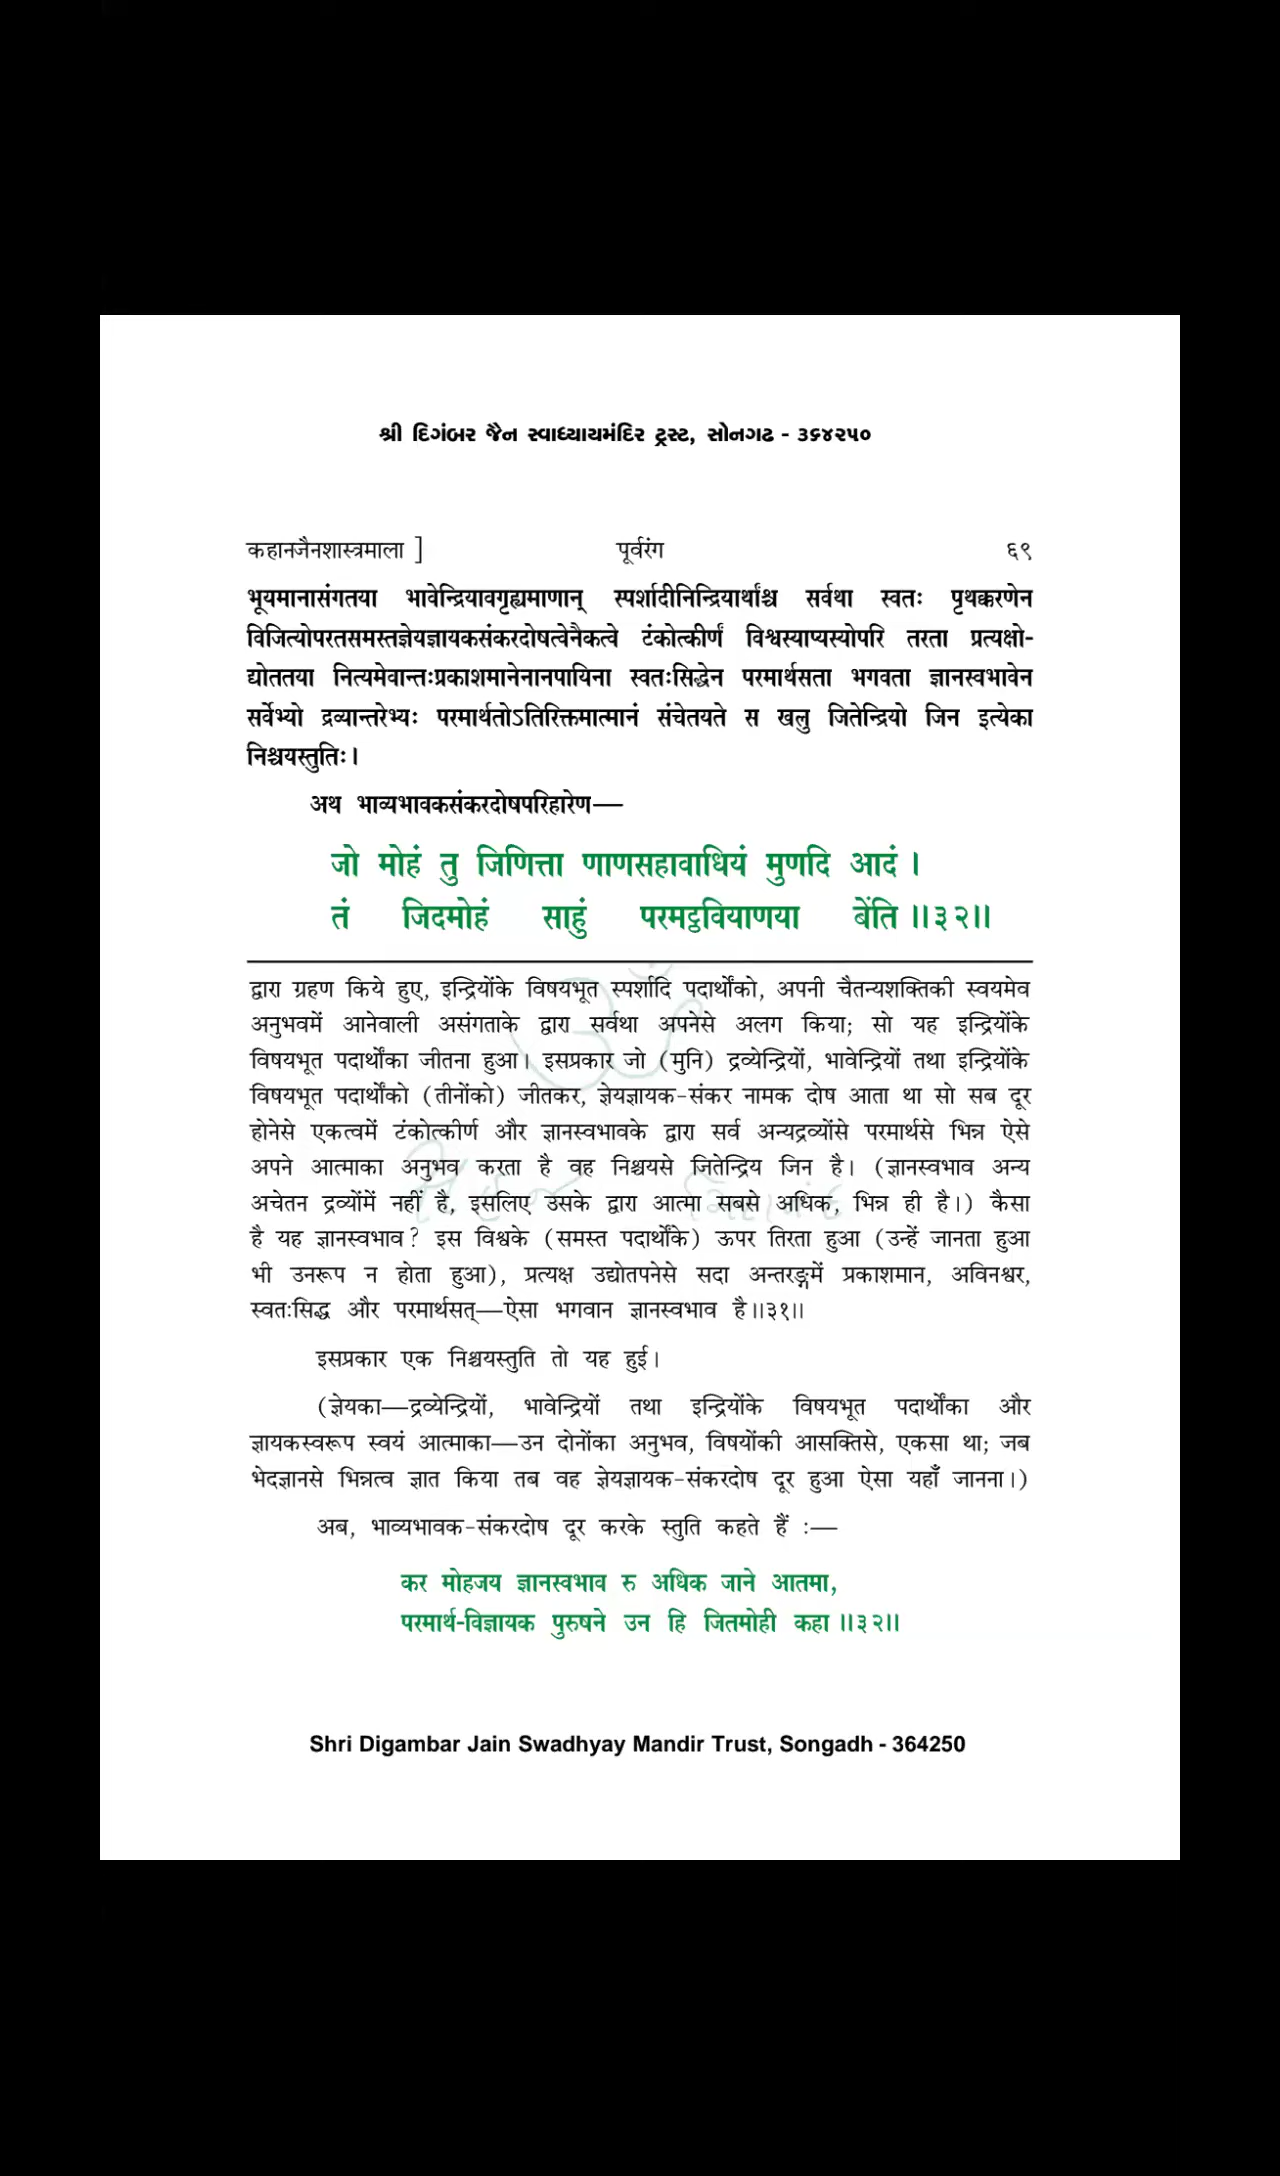 શ્રી દિગંબર જૈન સ્વાધ્યાયમંદિર ટ્રસ્ટ, સોનગઢ - ૩૬૪૨૫૦
कहानजैनशास्त्रमाला ] पूर्वरंग ६९
भूयमानासंगतया भावेन्द्रियावगृह्यमाणान् स्पर्शादीनिन्द्रियार्थांश्च सर्वथा स्वतः पृथक्करणेन
विजित्योपरतसमस्तज्ञेयज्ञायकसंकरदोषत्वेनैकत्वे टंकोत्कीर्णं विश्वस्याप्यस्योपरि तरता प्रत्यक्षो-
द्योततया नित्यमेवान्तःप्रकाशमानेनानपायिना स्वतःसिद्धेन परमार्थसता भगवता ज्ञानस्वभावेन
सर्वेभ्यो द्रव्यान्तरेभ्यः परमार्थतोऽतिरिक्तमात्मानं संचेतयते स खलु जितेन्द्रियो जिन इत्येका
निश्चयस्तुतिः।
अथ भाव्यभावकसंकरदोषपरिहारेण—
जो मोहं तु जिणित्ता णाणसहावाधियं मुणदि आदं ।
तं जिदमोहं साहुं परमट्ठवियाणया बेंति ॥३२॥
द्वारा ग्रहण किये हुए, इन्द्रियोंके विषयभूत स्पर्शादि पदार्थोंको, अपनी चैतन्यशक्तिकी स्वयमेव
अनुभवमें आनेवाली असंगताके द्वारा सर्वथा अपनेसे अलग किया; सो यह इन्द्रियोंके
विषयभूत पदार्थोंका जीतना हुआ। इसप्रकार जो (मुनि) द्रव्येन्द्रियों, भावेन्द्रियों तथा इन्द्रियोंके
विषयभूत पदार्थोंको (तीनोंको) जीतकर, ज्ञेयज्ञायक-संकर नामक दोष आता था सो सब दूर
होनेसे एकत्वमें टंकोत्कीर्ण और ज्ञानस्वभावके द्वारा सर्व अन्यद्रव्योंसे परमार्थसे भिन्न ऐसे
अपने आत्माका अनुभव करता है वह निश्चयसे जितेन्द्रिय जिन है। (ज्ञानस्वभाव अन्य
अचेतन द्रव्योंमें नहीं है, इसलिए उसके द्वारा आत्मा सबसे अधिक, भिन्न ही है।) कैसा
है यह ज्ञानस्वभाव? इस विश्वके (समस्त पदार्थोंके) ऊपर तिरता हुआ (उन्हें जानता हुआ
भी उनरूप न होता हुआ), प्रत्यक्ष उद्योतपनेसे सदा अन्तरङ्गमें प्रकाशमान, अविनश्वर,
स्वतःसिद्ध और परमार्थसत्—ऐसा भगवान ज्ञानस्वभाव है॥३१॥
इसप्रकार एक निश्चयस्तुति तो यह हुई।
(ज्ञेयका—द्रव्येन्द्रियों, भावेन्द्रियों तथा इन्द्रियोंके विषयभूत पदार्थोंका और
ज्ञायकस्वरूप स्वयं आत्माका—उन दोनोंका अनुभव, विषयोंकी आसक्तिसे, एकसा था; जब
भेदज्ञानसे भिन्नत्व ज्ञात किया तब वह ज्ञेयज्ञायक-संकरदोष दूर हुआ ऐसा यहाँ जानना।)
अब, भाव्यभावक-संकरदोष दूर करके स्तुति कहते हैं :—
कर मोहजय ज्ञानस्वभाव रु अधिक जाने आतमा,
परमार्थ-विज्ञायक पुरुषने उन हि जितमोही कहा ॥३२॥
Shri Digambar Jain Swadhyay Mandir Trust, Songadh - 364250